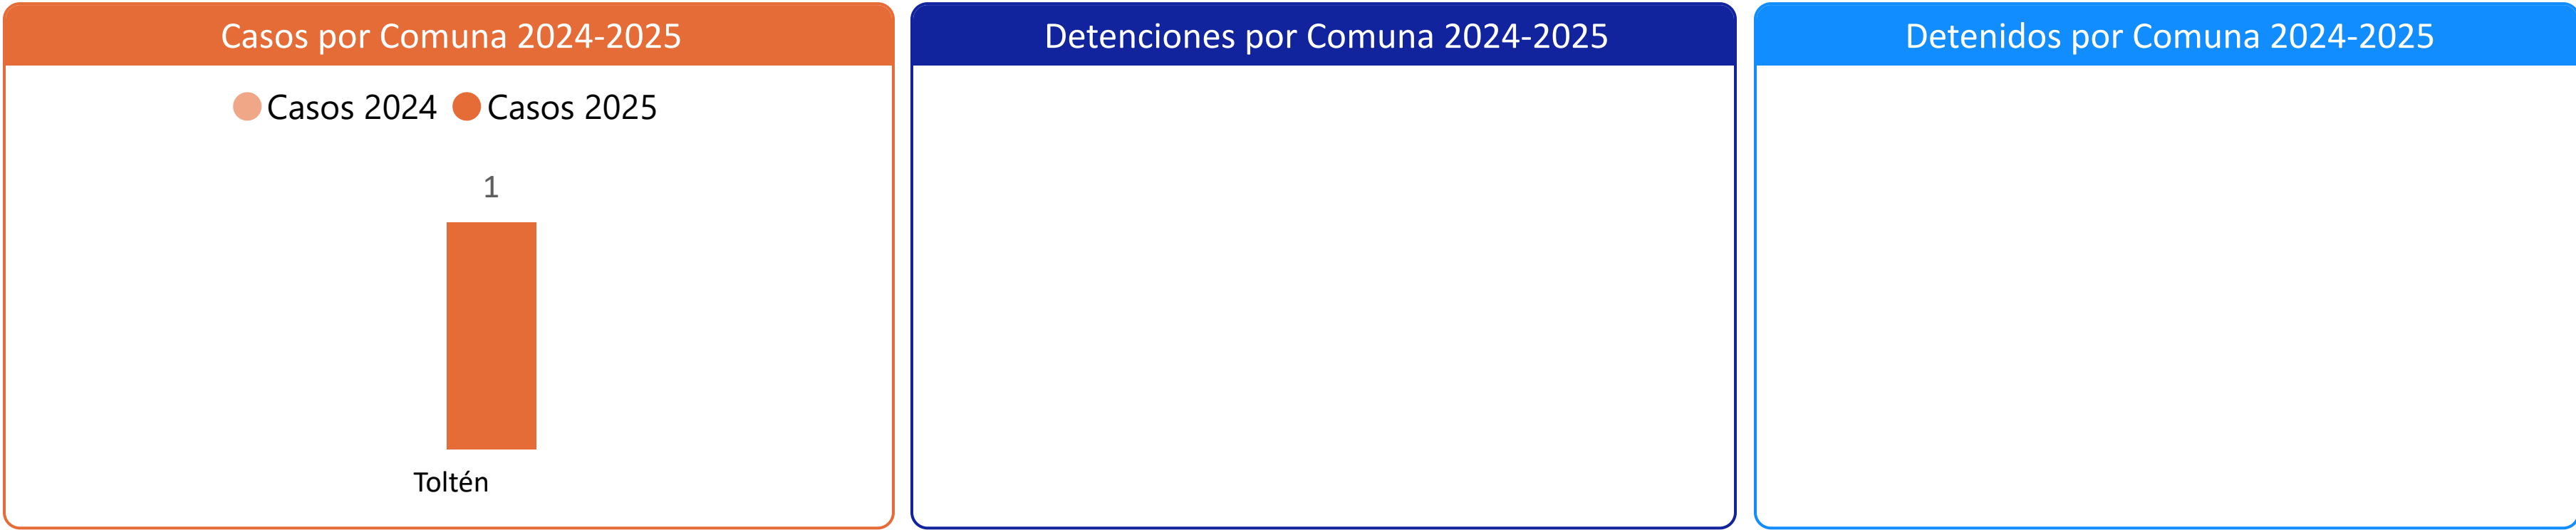 Casos por Comuna 2024-2025
Casos 2024 Casos 2025
1
Toltén
Detenciones por Comuna 2024-2025
Detenidos por Comuna 2024-2025